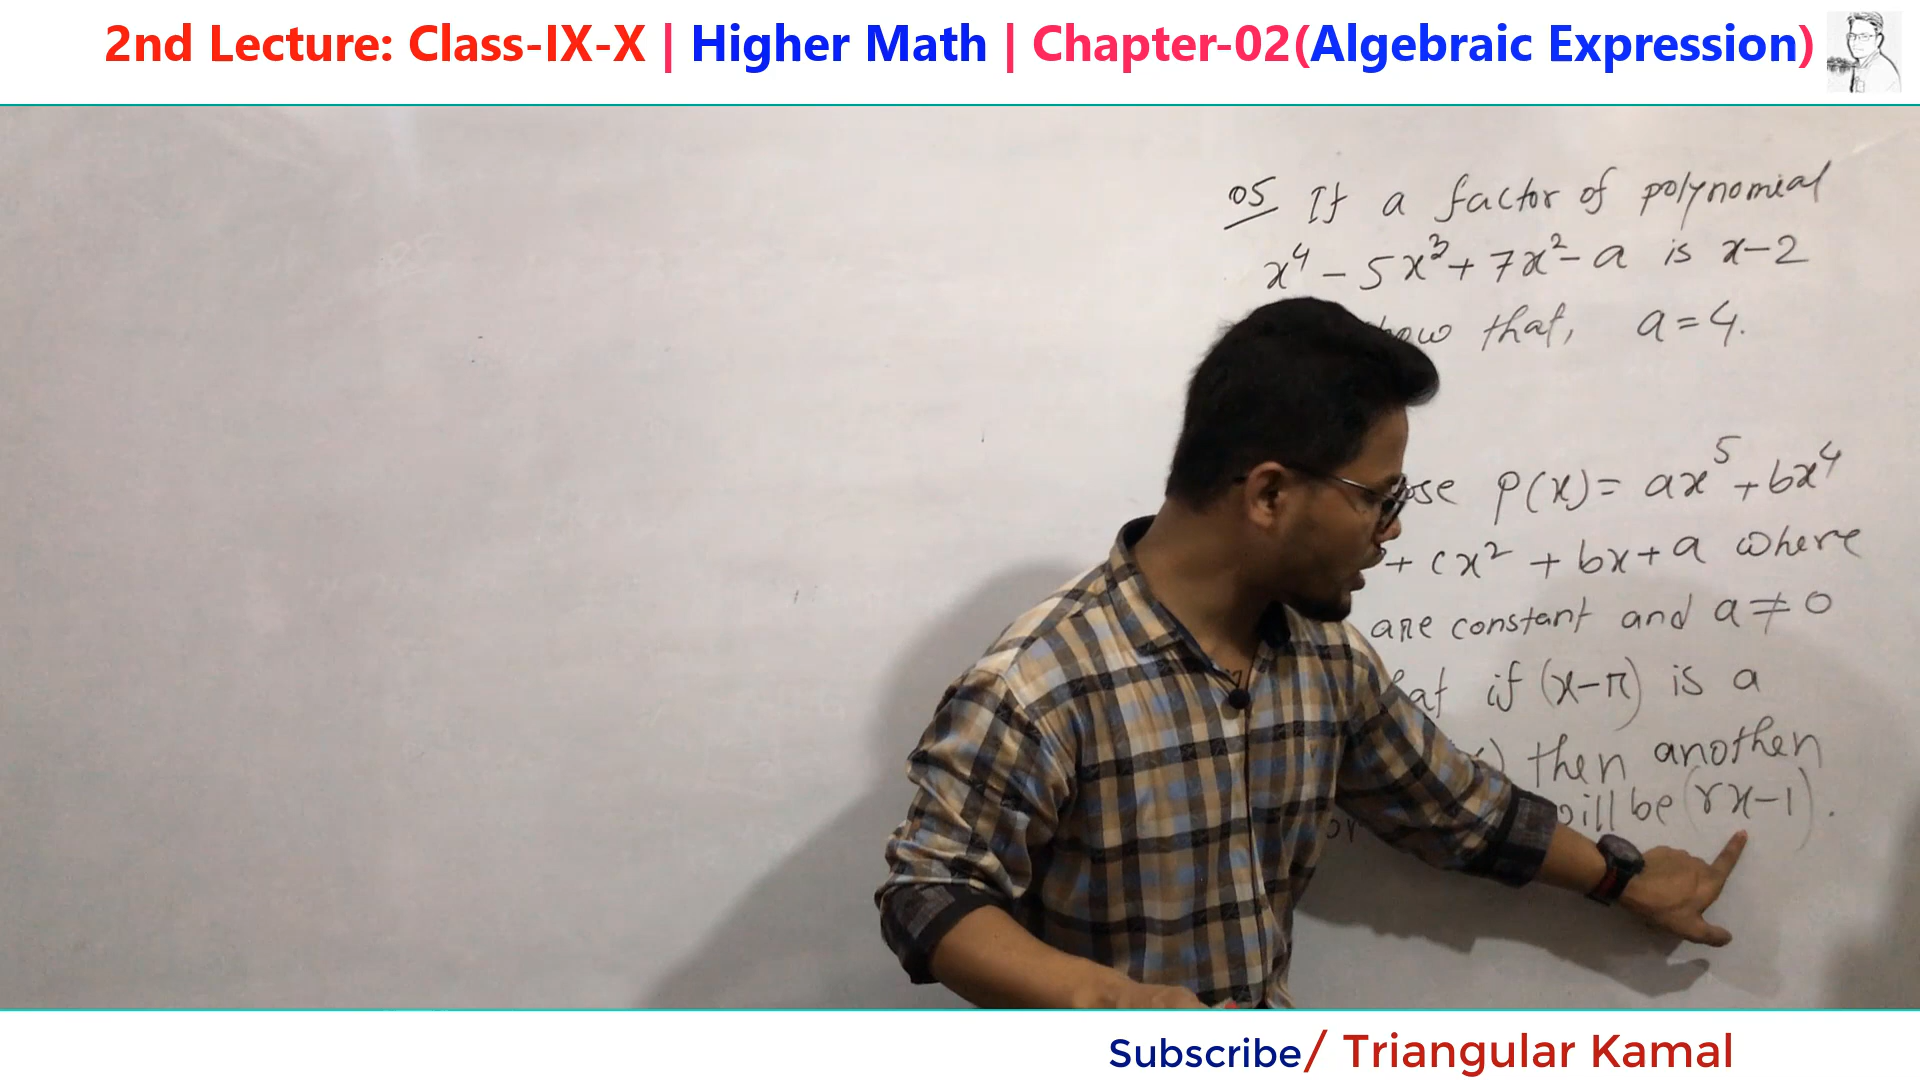 2nd Lecture: Class-IX-X | Higher Math | Chapter-02(Algebraic Expression)
05 If a factor of polynomial
x⁴ - 5x³ + 7x² - a is x-2
that, a = 4.
P(x) = ax⁵ + bx⁴
+ cx² + bx + a where
are constant and a ≠ 0
if (x-r) is a
then another
will be (rx-1).
Subscribe/ Triangular Kamal